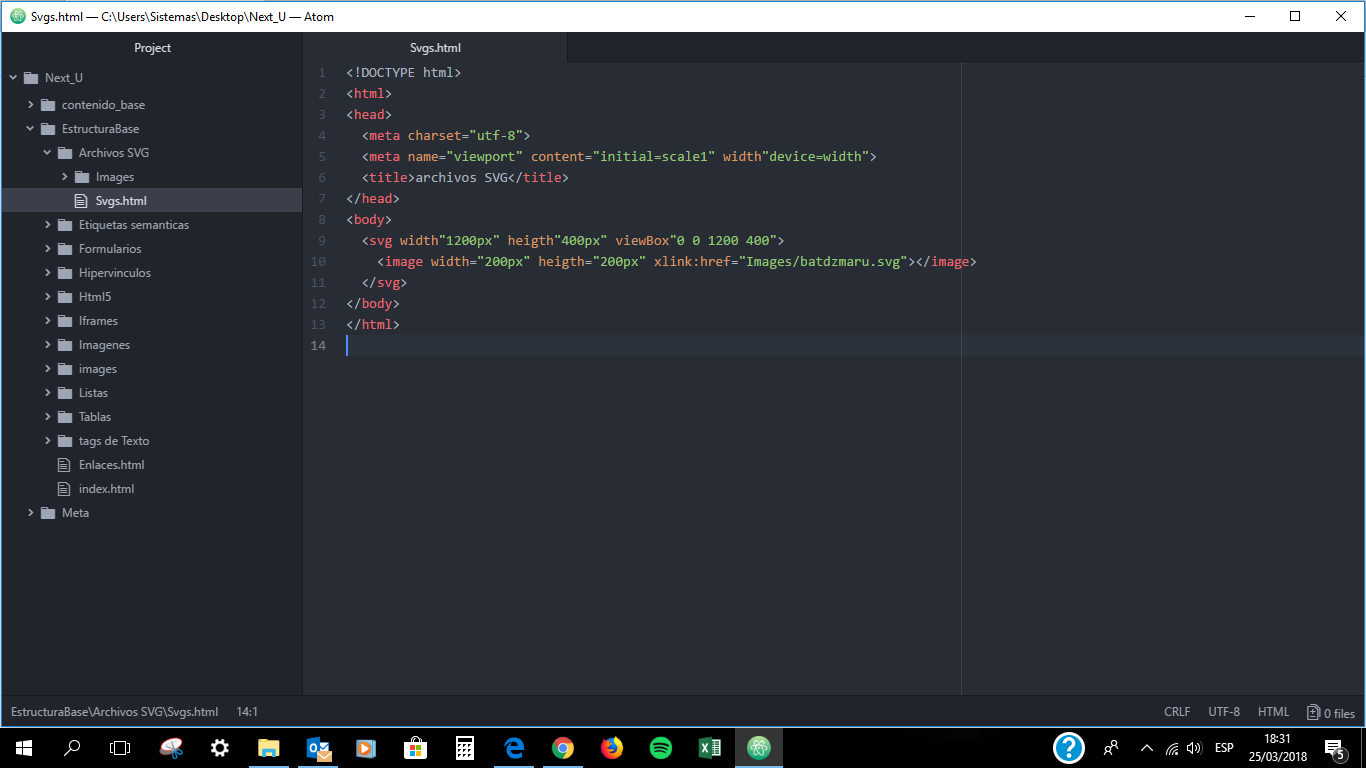 Svgs.html — C:\Users\Sistemas\Desktop\Next_U — Atom
Project
Next_U
contenido_base
EstructuraBase
Archivos SVG
Images
Svgs.html
Etiquetas semanticas
Formularios
Hipervinculos
Html5
Iframes
Imagenes
images
Listas
Tablas
tags de Texto
Enlaces.html
index.html
Meta
Svgs.html
1 <!DOCTYPE html>
2 <html>
3 <head>
4 <meta charset="utf-8">
5 <meta name="viewport" content="initial=scale1" width"device=width">
6 <title>archivos SVG</title>
7 </head>
8 <body>
9 <svg width"1200px" heigth"400px" viewBox"0 0 1200 400">
10 <image width="200px" heigth="200px" xlink:href="Images/batdzmaru.svg"></image>
11 </svg>
12 </body>
13 </html>
14
EstructuraBase\Archivos SVG\Svgs.html 14:1
CRLF UTF-8 HTML 0 files
ESP
18:31
25/03/2018
5